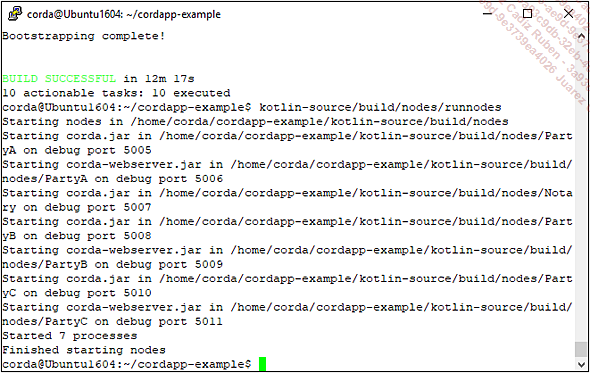 corda@Ubuntu1604: ~/cordapp-example
Bootstrapping complete!
BUILD SUCCESSFUL in 12m 17s
10 actionable tasks: 10 executed
corda@Ubuntu1604:~/cordapp-example$ kotlin-source/build/nodes/runnodes
Starting nodes in /home/corda/cordapp-example/kotlin-source/build/nodes
Starting corda.jar in /home/corda/cordapp-example/kotlin-source/build/nodes/Part
yA on debug port 5005
Starting corda-webserver.jar in /home/corda/cordapp-example/kotlin-source/build/
nodes/PartyA on debug port 5006
Starting corda.jar in /home/corda/cordapp-example/kotlin-source/build/nodes/Nota
ry on debug port 5007
Starting corda.jar in /home/corda/cordapp-example/kotlin-source/build/nodes/Part
yB on debug port 5008
Starting corda-webserver.jar in /home/corda/cordapp-example/kotlin-source/build/
nodes/PartyB on debug port 5009
Starting corda.jar in /home/corda/cordapp-example/kotlin-source/build/nodes/Part
yC on debug port 5010
Starting corda-webserver.jar in /home/corda/cordapp-example/kotlin-source/build/
nodes/PartyC on debug port 5011
Started 7 processes
Finished starting nodes
corda@Ubuntu1604:~/cordapp-example$